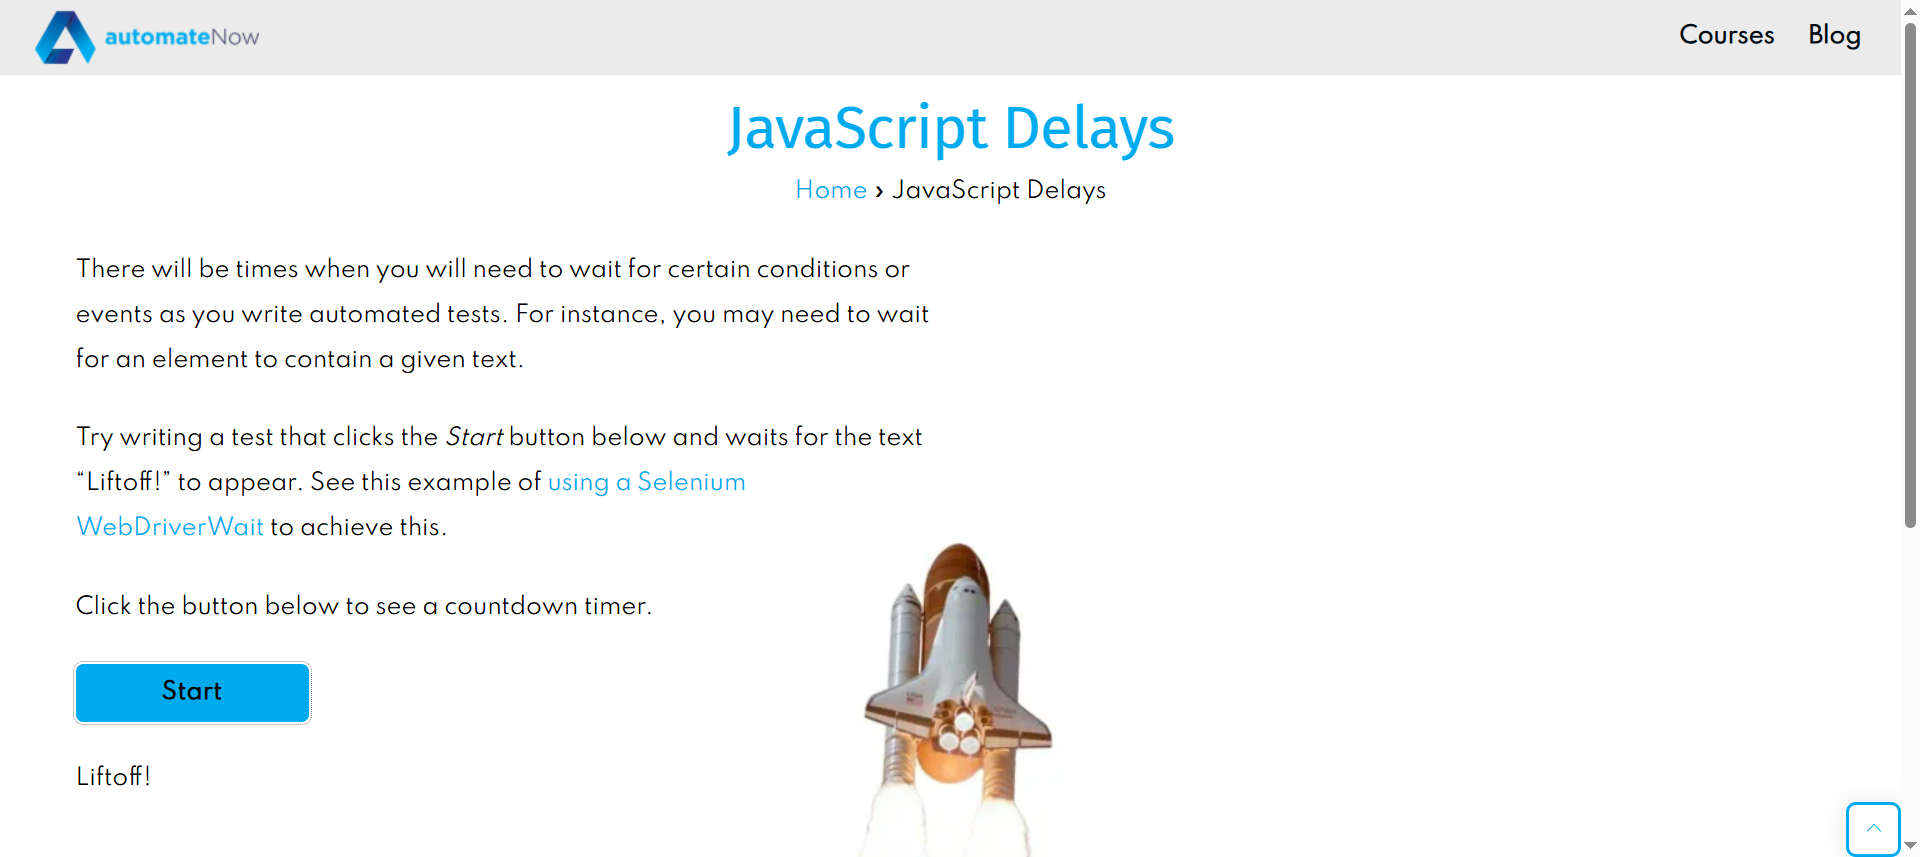 automateNow
Courses
Blog
JavaScript Delays
Home › JavaScript Delays
There will be times when you will need to wait for certain conditions or
events as you write automated tests. For instance, you may need to wait
for an element to contain a given text.
Try writing a test that clicks the Start button below and waits for the text
“Liftoff!” to appear. See this example of using a Selenium
WebDriverWait to achieve this.
Click the button below to see a countdown timer.
Start
Liftoff!